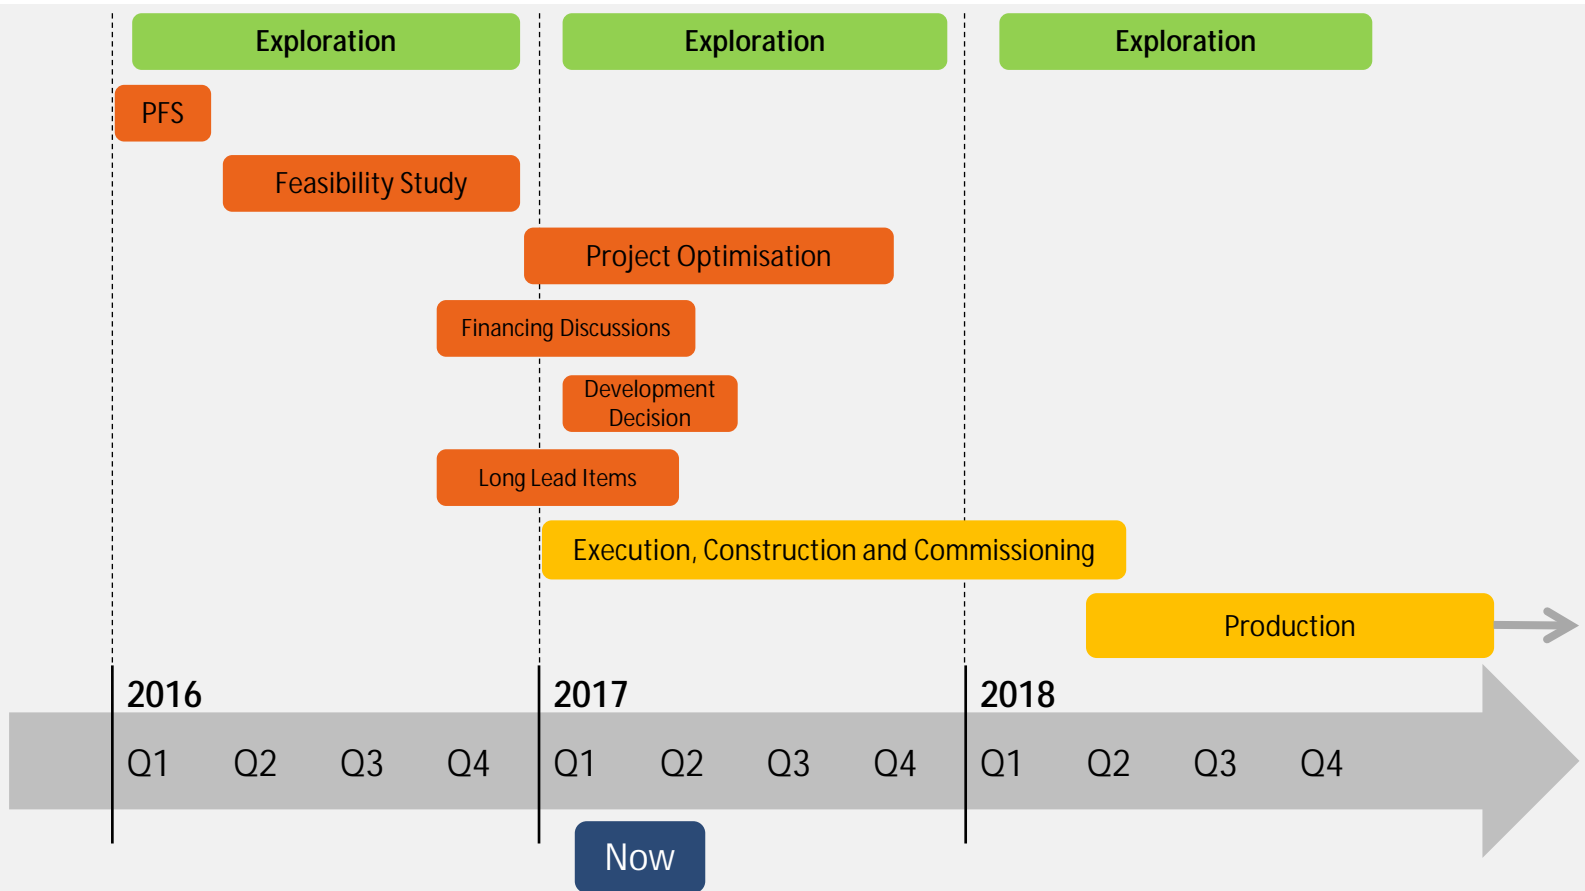 Exploration Exploration Exploration
PFS
Feasibility Study
Project Optimisation
Financing Discussions
Development
Decision
Long Lead Items
Execution, Construction and Commissioning
Production
2016 2017 2018
Q1 Q2 Q3 Q4 Q1 Q2 Q3 Q4 Q1 Q2 Q3 Q4
Now